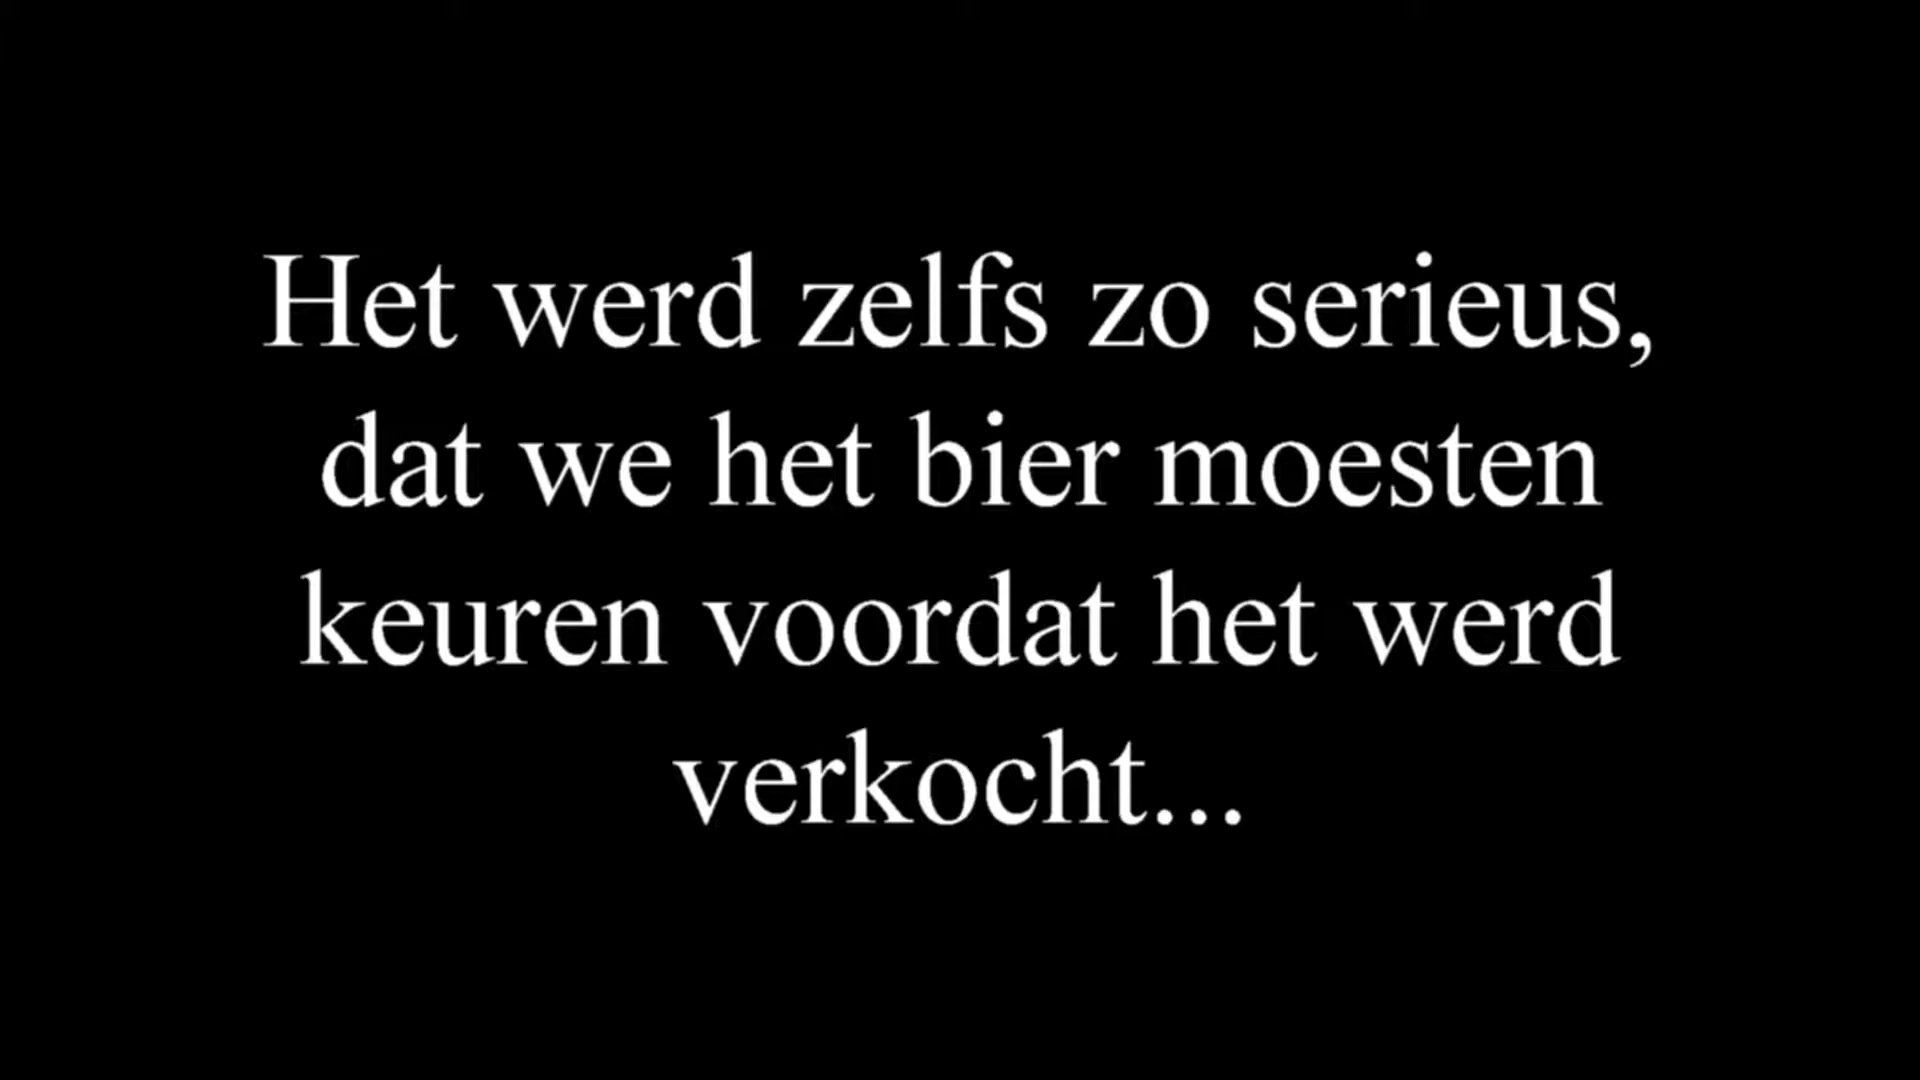 Het werd zelfs zo serieus,
dat we het bier moesten
keuren voordat het werd
verkocht...